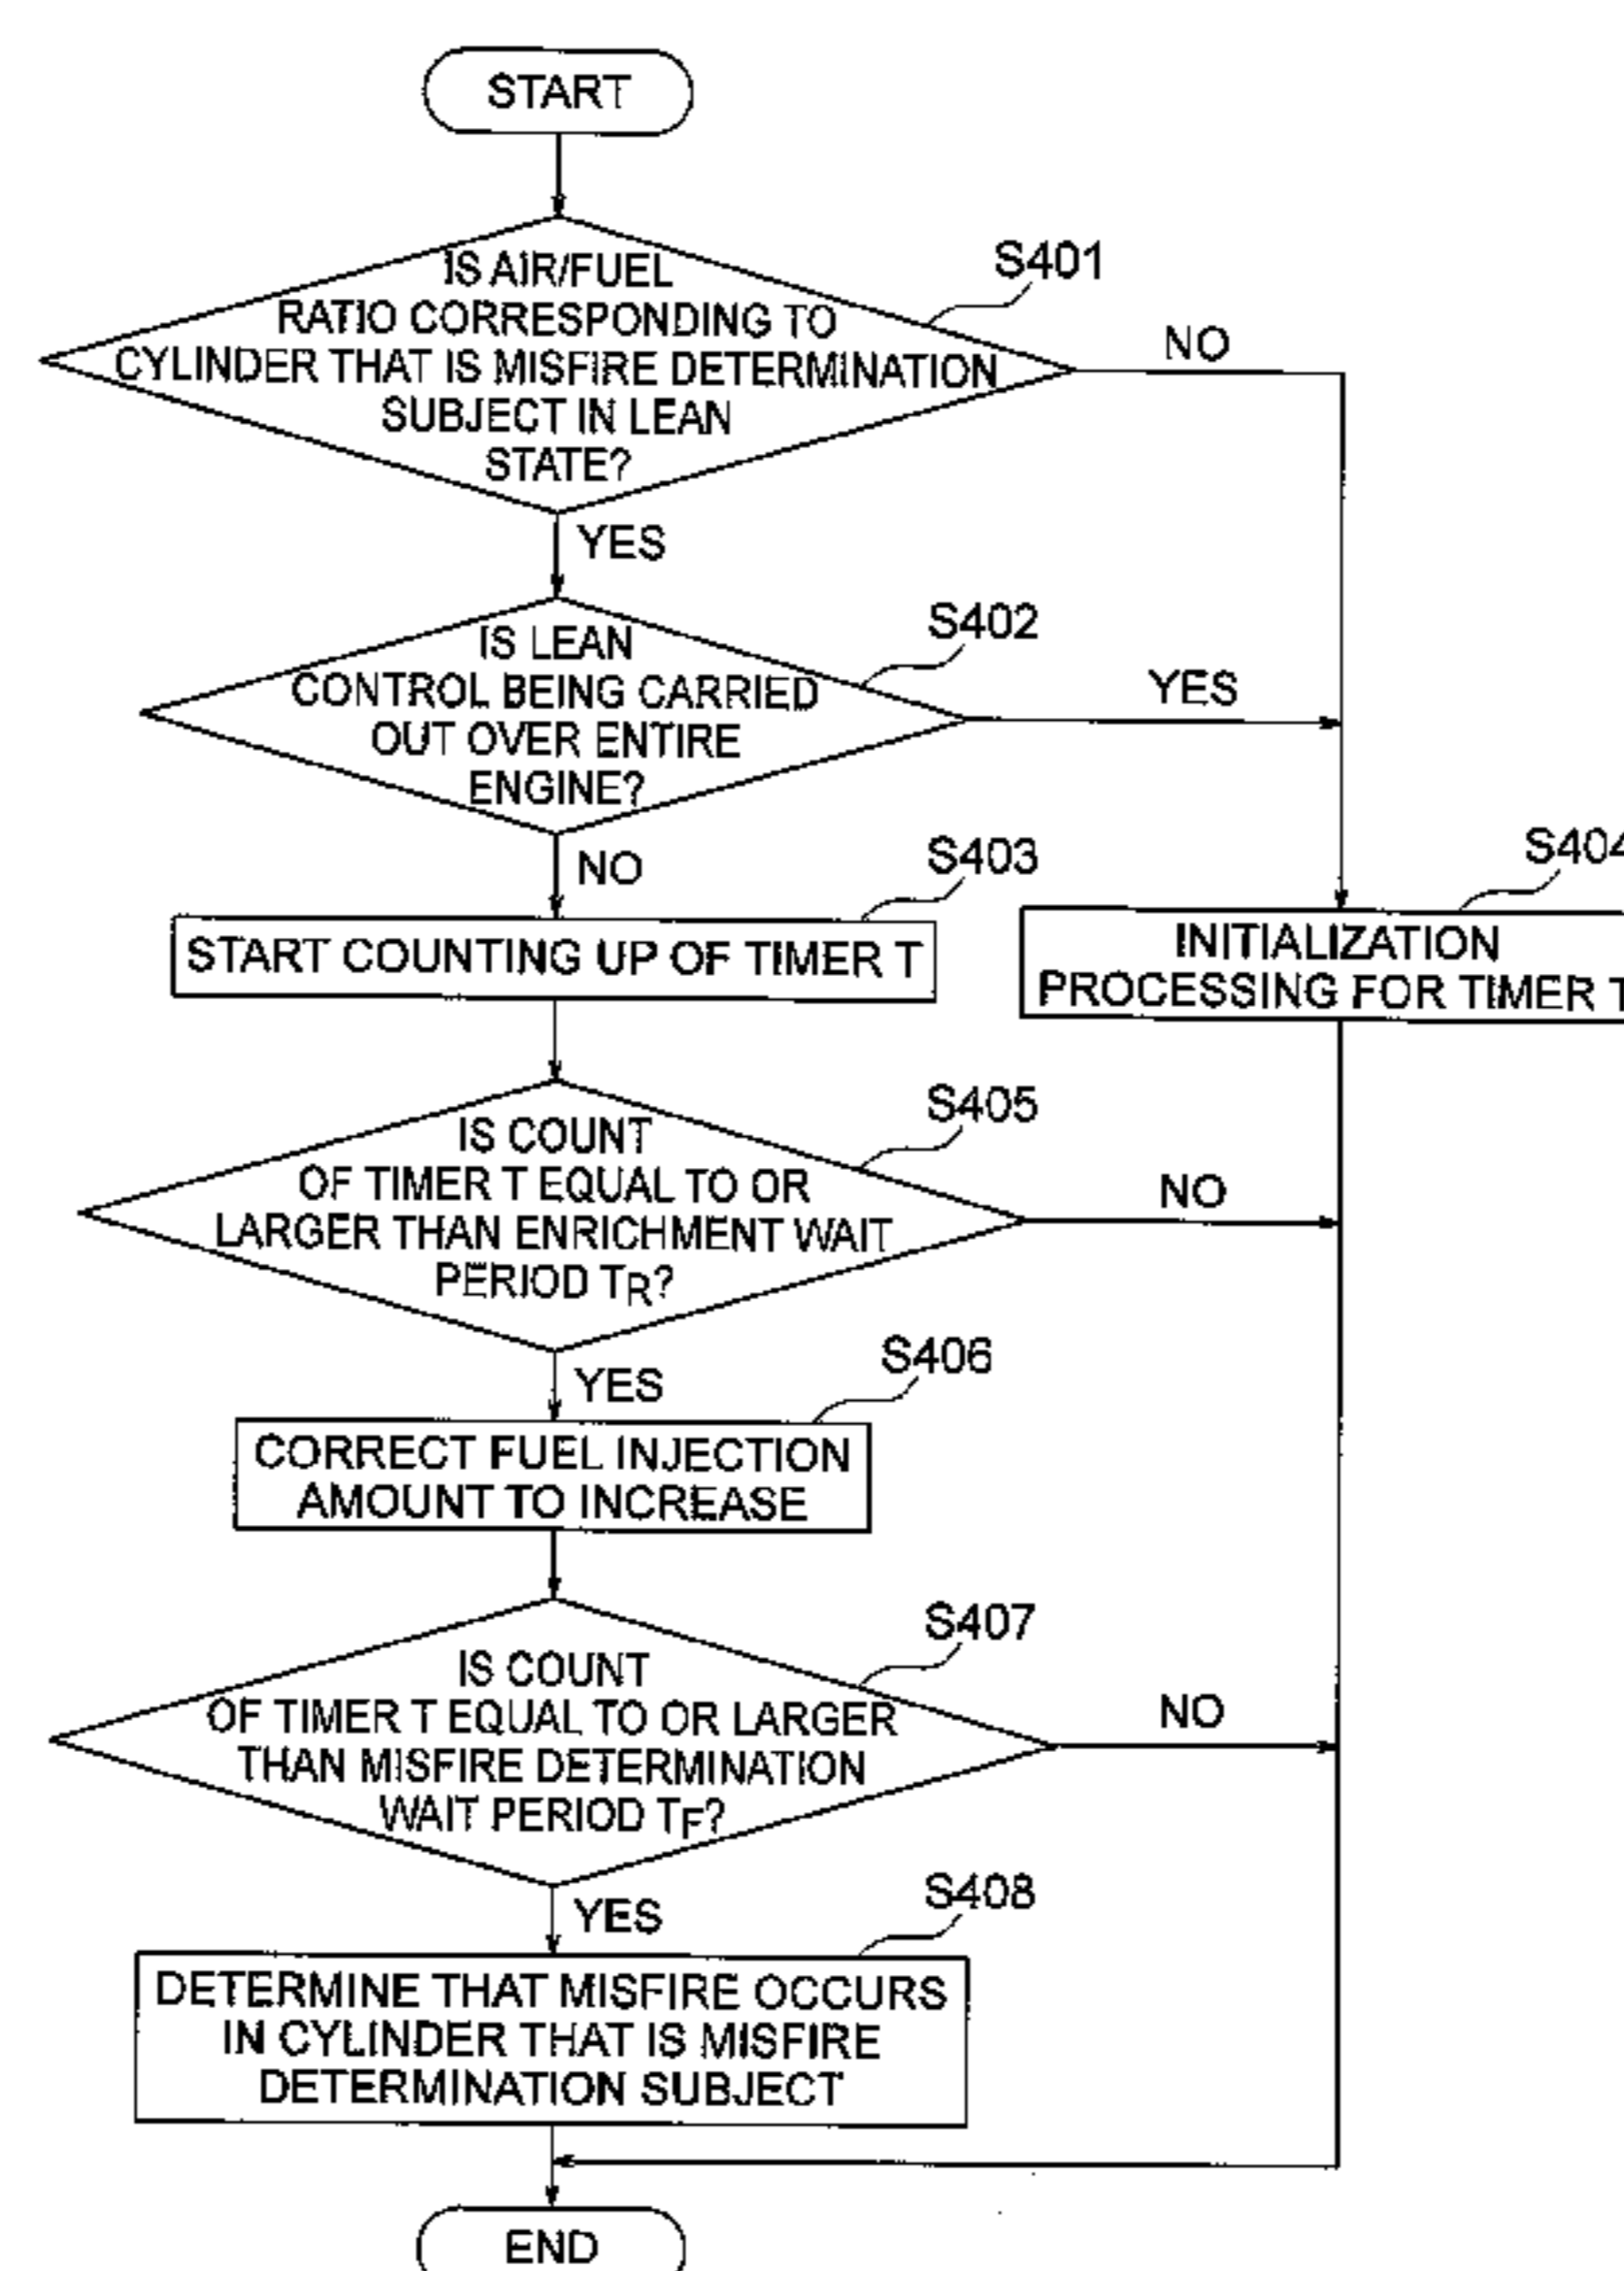 START
IS AIR/FUEL
RATIO CORRESPONDING TO
CYLINDER THAT IS MISFIRE DETERMINATION
SUBJECT IN LEAN
STATE?
S401
NO
YES
IS LEAN
CONTROL BEING CARRIED
OUT OVER ENTIRE
ENGINE?
S402
YES
NO
S403
START COUNTING UP OF TIMER T
S404
INITIALIZATION
PROCESSING FOR TIMER T
IS COUNT
OF TIMER T EQUAL TO OR
LARGER THAN ENRICHMENT WAIT
PERIOD TR?
S405
NO
YES
S406
CORRECT FUEL INJECTION
AMOUNT TO INCREASE
IS COUNT
OF TIMER T EQUAL TO OR LARGER
THAN MISFIRE DETERMINATION
WAIT PERIOD TF?
S407
NO
YES
S408
DETERMINE THAT MISFIRE OCCURS
IN CYLINDER THAT IS MISFIRE
DETERMINATION SUBJECT
END